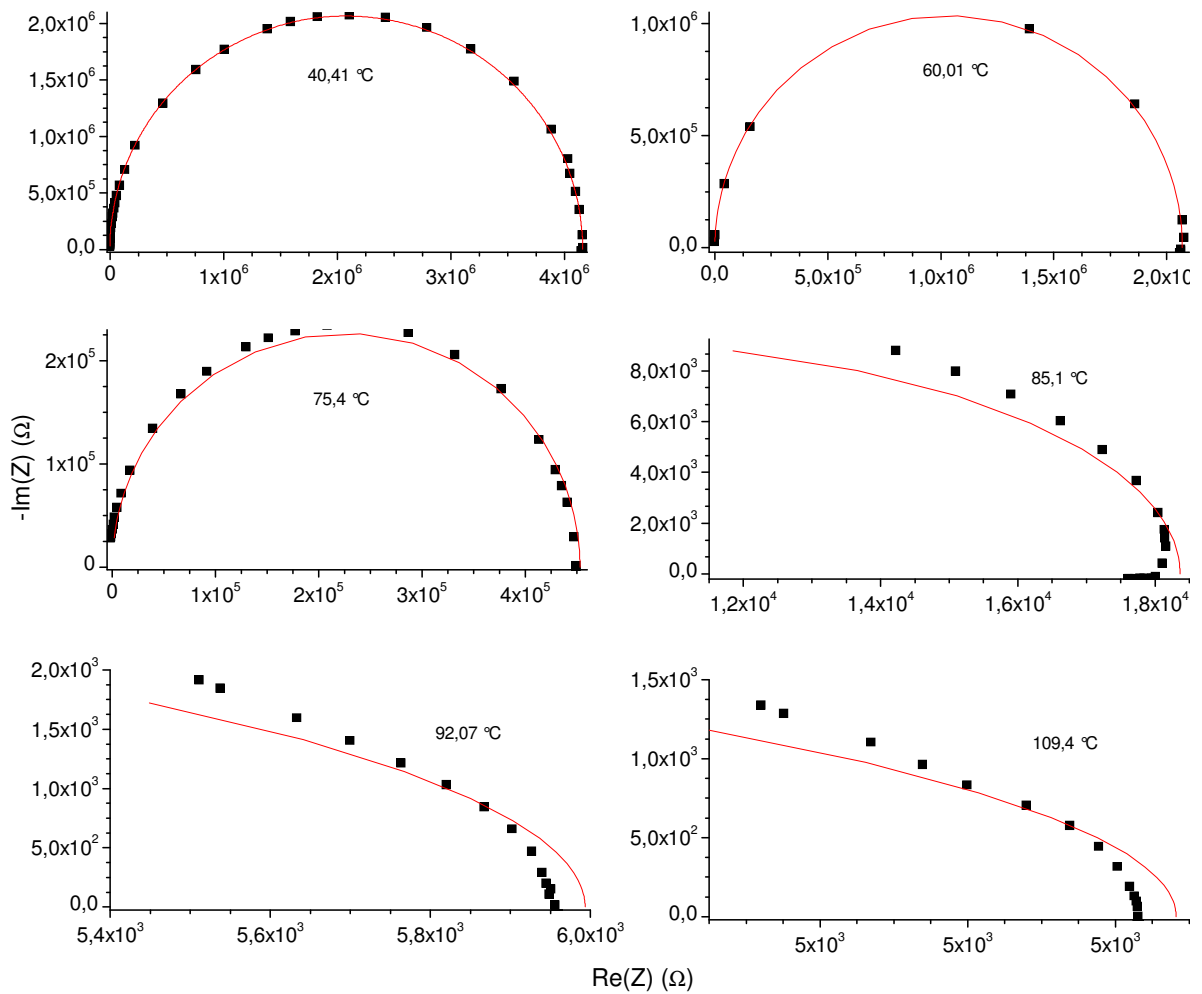 2,0x10⁶
1,5x10⁶
1,0x10⁶
5,0x10⁵
0,0
40,41 °C
0
1x10⁶
2x10⁶
3x10⁶
4x10⁶
1,0x10⁶
5,0x10⁵
0,0
60,01 °C
0,0
5,0x10⁵
1,0x10⁶
1,5x10⁶
2,0x10
-Im(Z) (Ω)
2x10⁵
1x10⁵
0
75,4 °C
0
1x10⁵
2x10⁵
3x10⁵
4x10⁵
8,0x10³
6,0x10³
4,0x10³
2,0x10³
0,0
85,1 °C
1,2x10⁴
1,4x10⁴
1,6x10⁴
1,8x10⁴
2,0x10³
1,5x10³
1,0x10³
5,0x10²
0,0
92,07 °C
5,4x10³
5,6x10³
5,8x10³
6,0x10³
1,5x10³
1,0x10³
5,0x10²
0,0
109,4 °C
5x10³
5x10³
5x10³
Re(Z) (Ω)